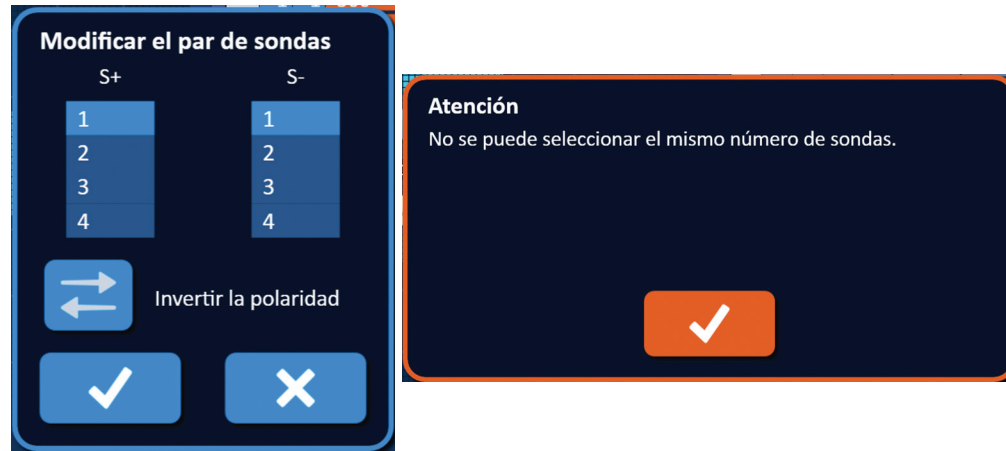 Modificar el par de sondas
S+ S-
1 1
2 2
3 3
4 4
Invertir la polaridad
Atención
No se puede seleccionar el mismo número de sondas.